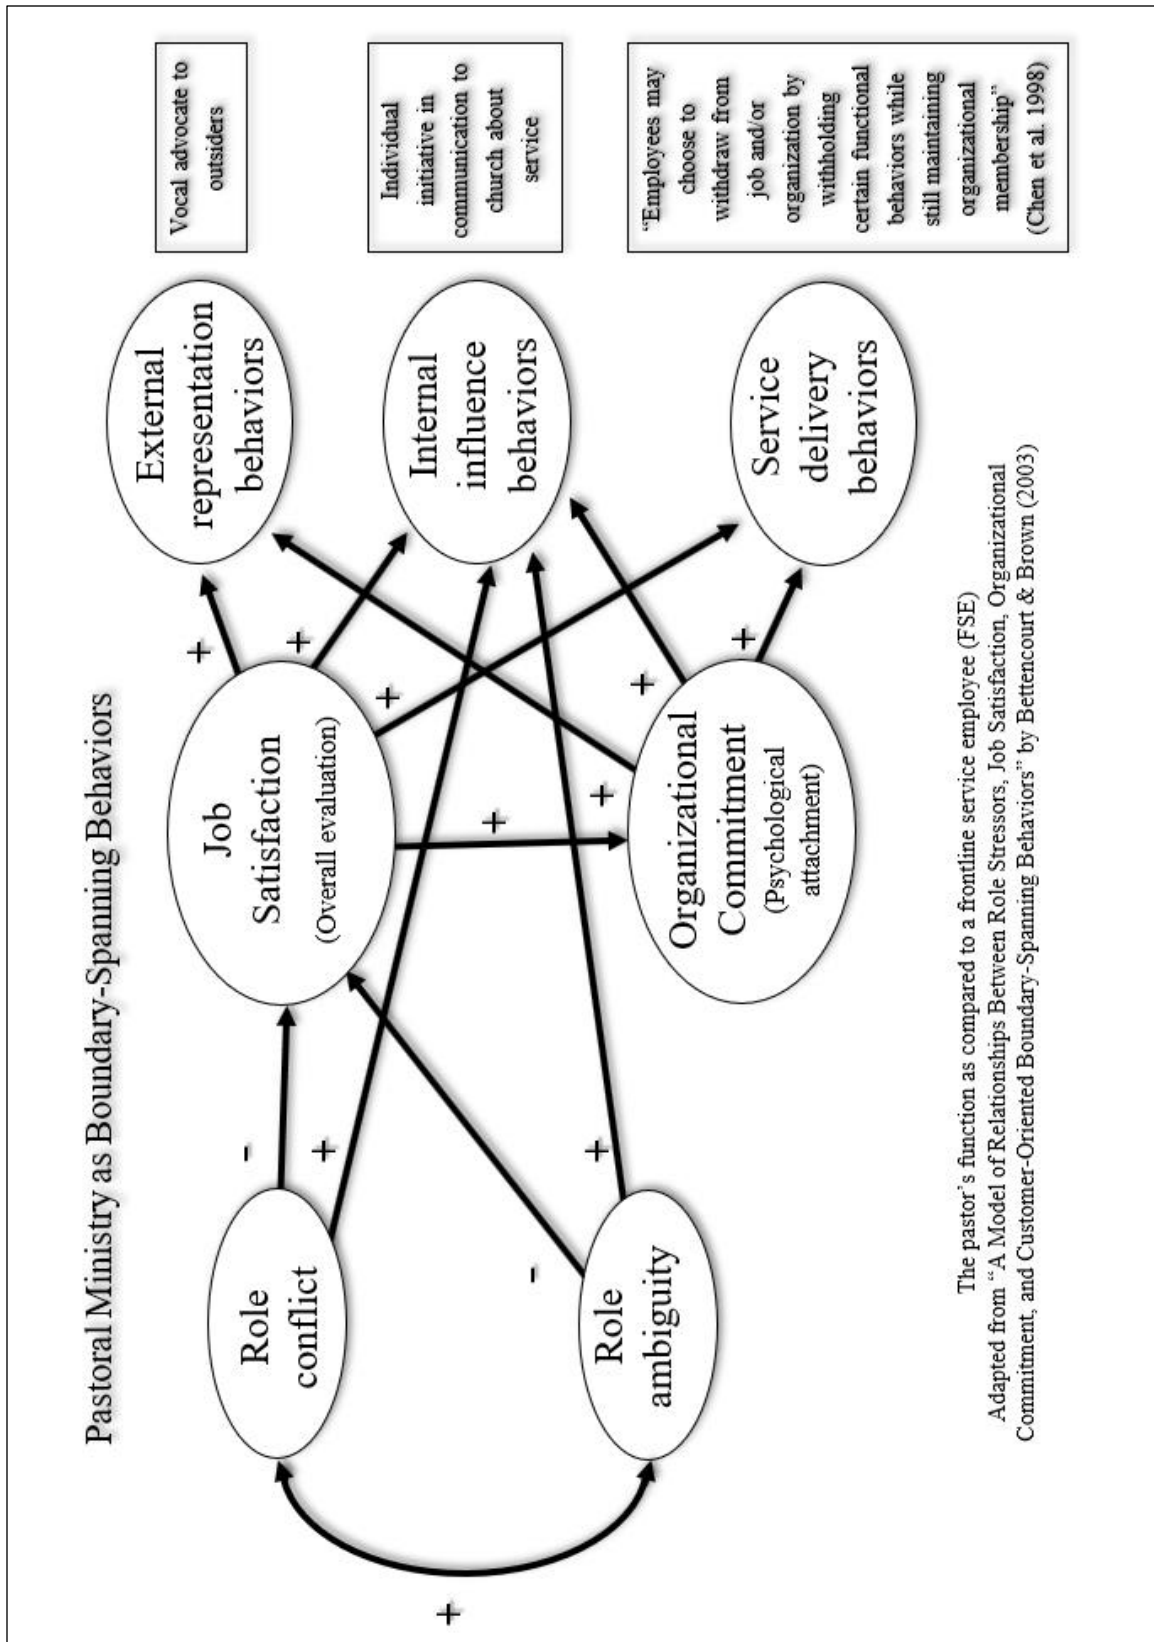 Pastoral Ministry as Boundary-Spanning Behaviors
Role
conflict
Role
ambiguity
+
-
+
-
+
Job
Satisfaction
(Overall evaluation)
Organizational
Commitment
(Psychological
attachment)
+
+
+
+
+
+
+
External
representation
behaviors
Internal
influence
behaviors
Service
delivery
behaviors
Vocal advocate to
outsiders
Individual
initiative in
communication to
church about
service
“Employees may
choose to
withdraw from
job and/or
organization by
withholding
certain functional
behaviors while
still maintaining
organizational
membership”
(Chen et al. 1998)
The pastor’s function as compared to a frontline service employee (FSE)
Adapted from “A Model of Relationships Between Role Stressors, Job Satisfaction, Organizational
Commitment, and Customer-Oriented Boundary-Spanning Behaviors” by Bettencourt & Brown (2003)